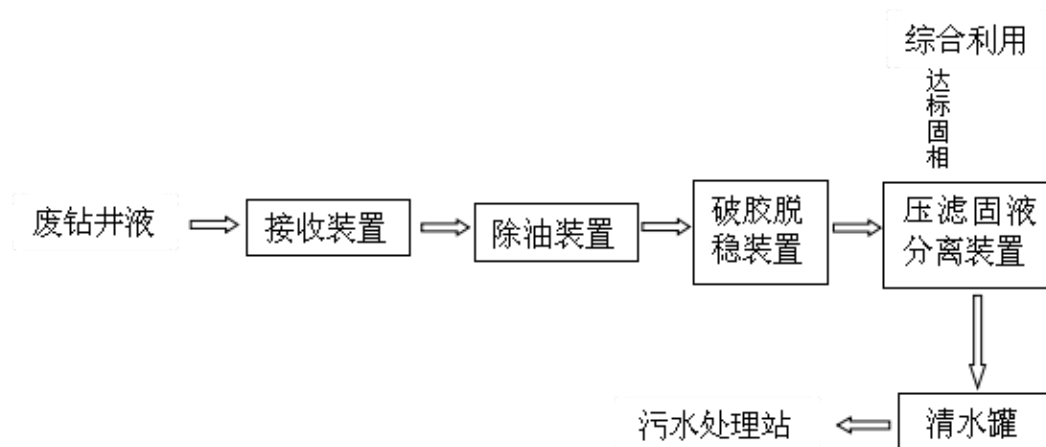 综合利用
达标固相
废钻井液
接收装置
除油装置
破胶脱
稳装置
压滤固液
分离装置
清水罐
污水处理站